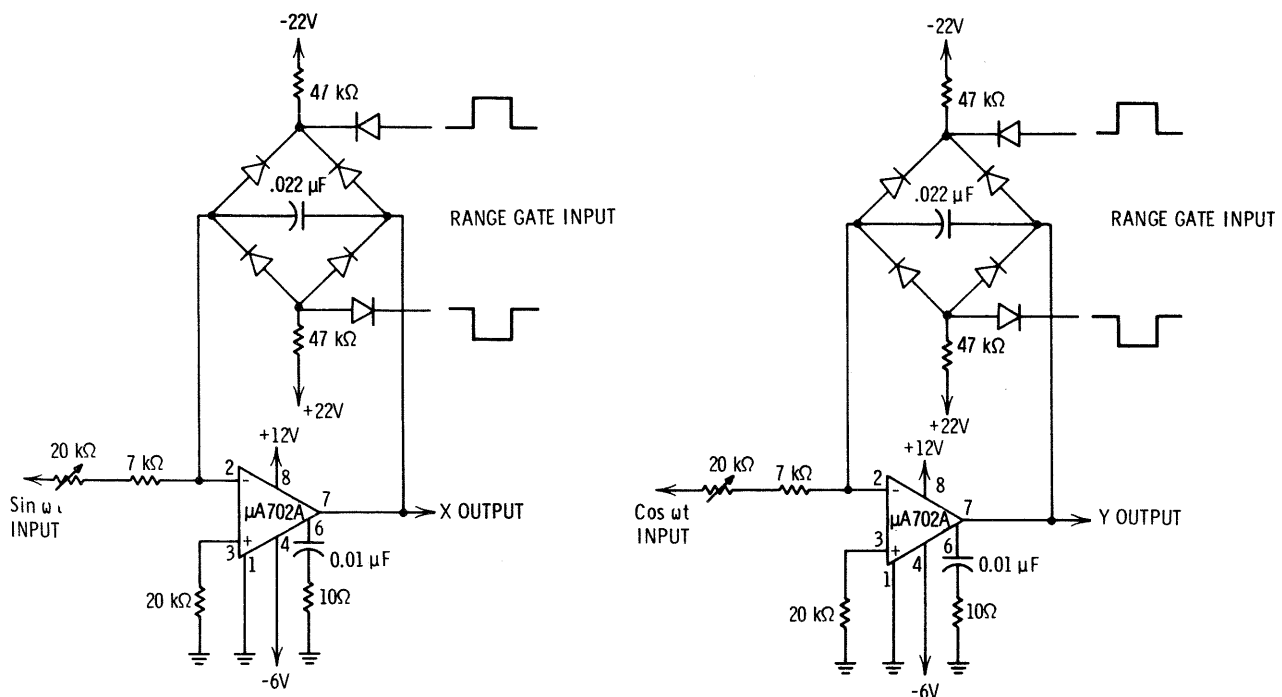 -22V
47 kΩ
.022 µF
RANGE GATE INPUT
47 kΩ
+22V
+12V
20 kΩ
7 kΩ
2
8
-
µA702A
7
X OUTPUT
Sin ω
INPUT
6
+
3
1
4
0.01 µF
20 kΩ
10Ω
-6V
-22V
47 kΩ
.022 µF
RANGE GATE INPUT
47 kΩ
+22V
+12V
20 kΩ
7 kΩ
2
8
-
µA702A
7
Y OUTPUT
Cos ωt
INPUT
3
+
6
1
4
0.01 µF
20 kΩ
10Ω
-6V